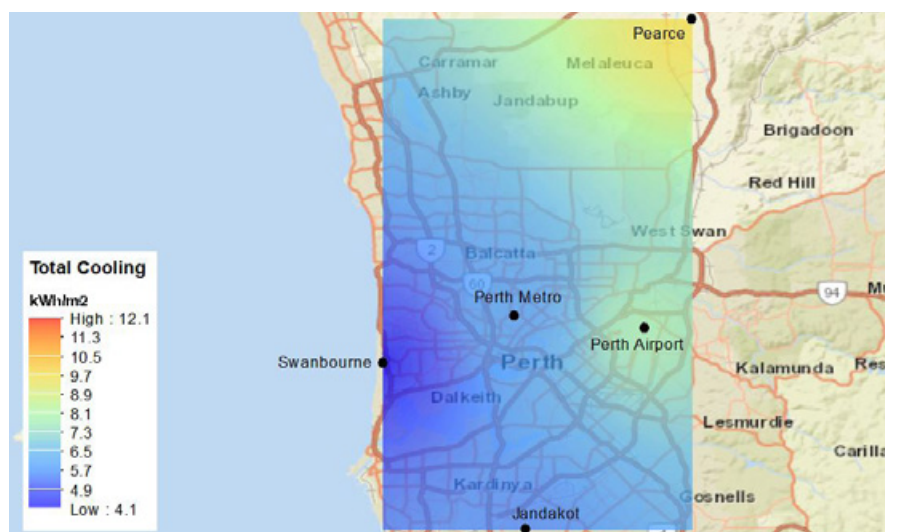 Pearce
Carramar
Melaleuca
Ashby
Jandabup
Brigadoon
Red Hill
West Swan
2
Balcatta
Total Cooling
kWh/m2
High : 12.1
11.3
10.5
9.7
8.9
8.1
7.3
6.5
5.7
4.9
Low : 4.1
60
94
Perth Metro
Perth Airport
Swanbourne
Perth
Kalamunda
Dalkeith
Lesmurdie
Carilla
Kardinya
Gosnells
Jandakot